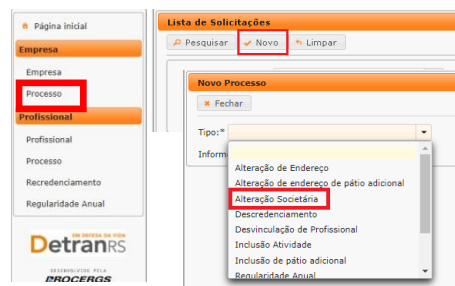 Página inicial
Empresa
Empresa
Processo
Profissional
Profissional
Processo
Recredenciamento
Regularidade Anual
EM DEFESA DA VIDA
DetranRS
DESENVOLVIDO PELA
PROCERGS
Lista de Solicitações
Pesquisar Novo Limpar
Novo Processo
Fechar
Tipo:*
Inform
Alteração de Endereço
Alteração de endereço de pátio adicional
Alteração Societária
Descredenciamento
Desvinculação de Profissional
Inclusão Atividade
Inclusão de pátio adicional
Regularidade Anual